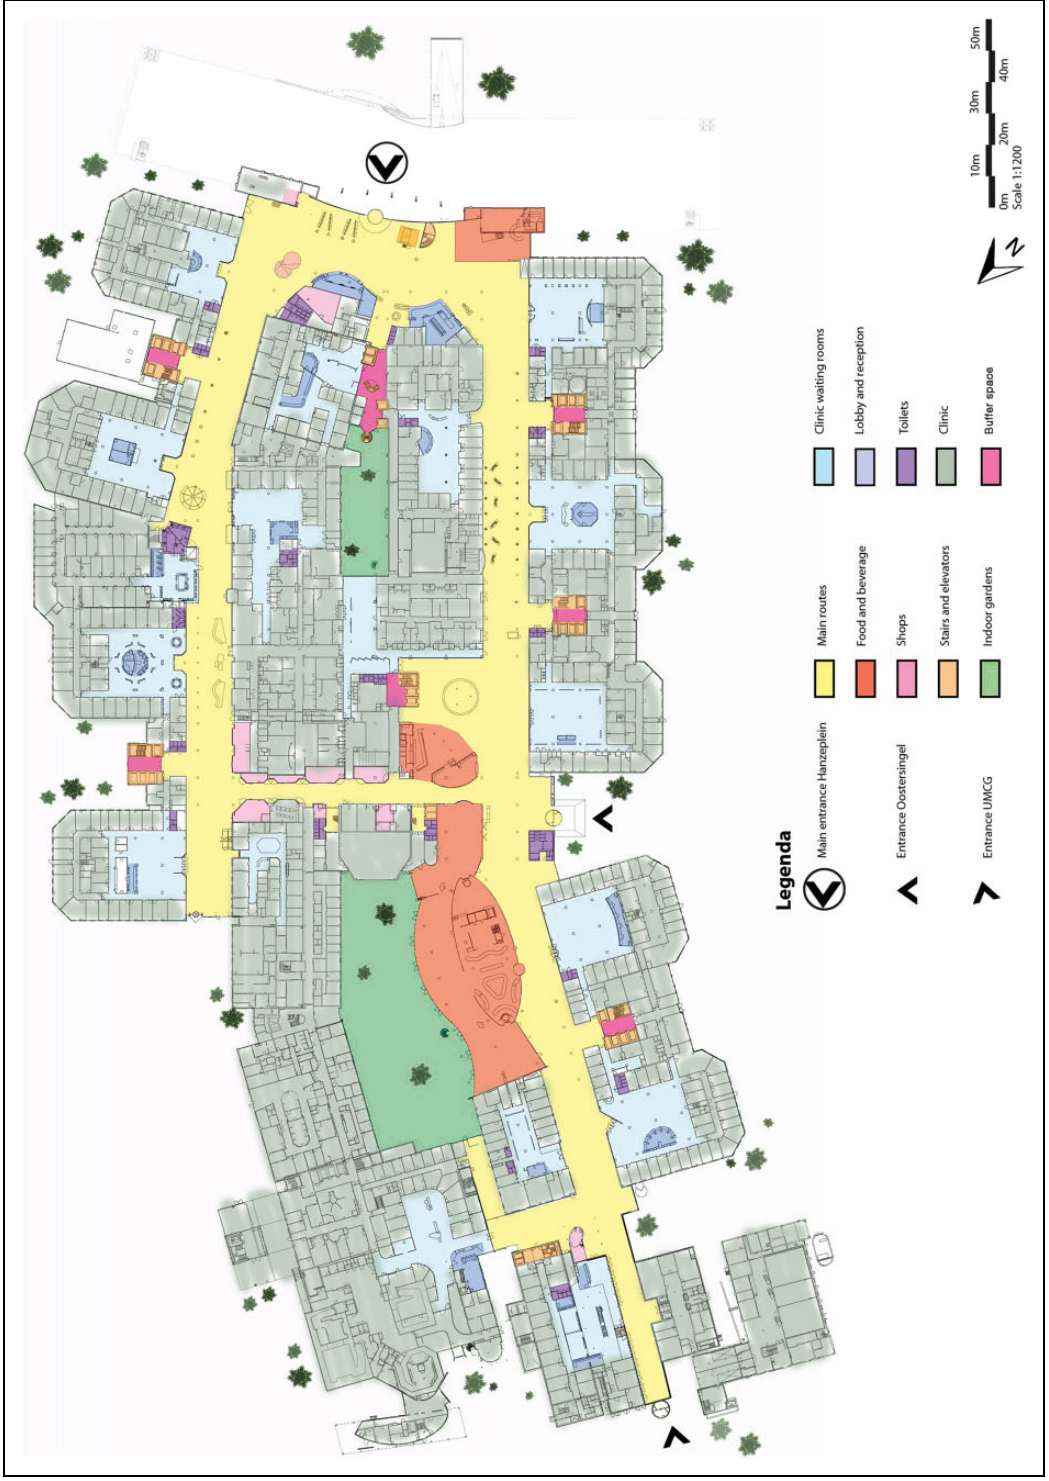 Legenda
Main entrance Hanzeplein
Entrance Oostersingel
Entrance UMCG
Main routes
Food and beverage
Shops
Stairs and elevators
Indoor gardens
Clinic waiting rooms
Lobby and reception
Toilets
Clinic
Buffer space
N
0m
10m
20m
30m
40m
50m
Scale 1:1200